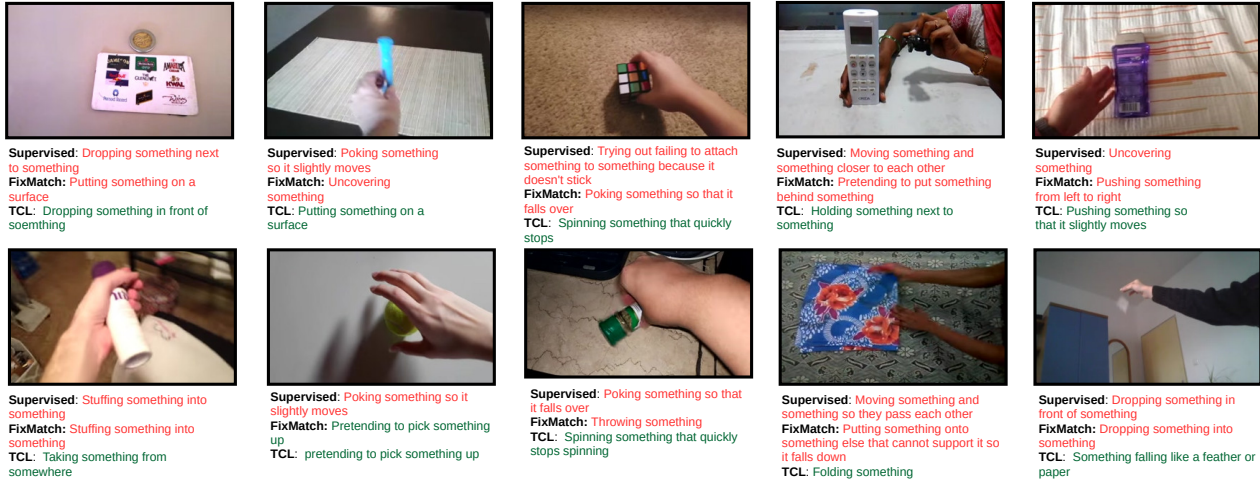 Supervised: Dropping something next
to something
FixMatch: Putting something on a
surface
TCL: Dropping something in front of
soemthing
Supervised: Poking something
so it slightly moves
FixMatch: Uncovering
something
TCL: Putting something on a
surface
Supervised: Trying out failing to attach
something to something because it
doesn't stick
FixMatch: Poking something so that it
falls over
TCL: Spinning something that quickly
stops
Supervised: Moving something and
something closer to each other
FixMatch: Pretending to put something
behind something
TCL: Holding something next to
something
Supervised: Uncovering
something
FixMatch: Pushing something
from left to right
TCL: Pushing something so
that it slightly moves
Supervised: Stuffing something into
something
FixMatch: Stuffing something into
something
TCL: Taking something from
somewhere
Supervised: Poking something so it
slightly moves
FixMatch: Pretending to pick something
up
TCL: pretending to pick something up
Supervised: Poking something so that
it falls over
FixMatch: Throwing something
TCL: Spinning something that quickly
stops spinning
Supervised: Moving something and
something so they pass each other
FixMatch: Putting something onto
something else that cannot support it so
it falls down
TCL: Folding something
Supervised: Dropping something in
front of something
FixMatch: Dropping something into
something
TCL: Something falling like a feather or
paper